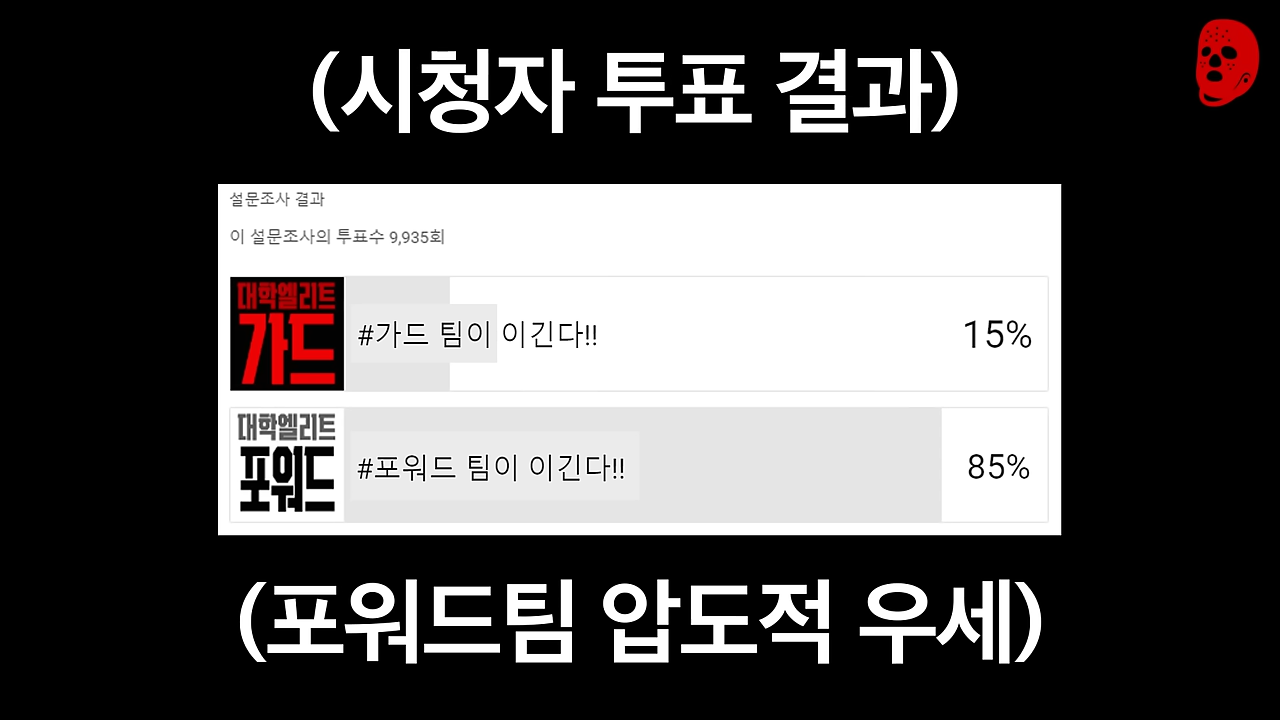 (시청자 투표 결과)
설문조사 결과
이 설문조사의 투표수 9,935회
대학엘리트
가드
#가드 팀이 이긴다!!
15%
대학엘리트
포워드
#포워드 팀이 이긴다!!
85%
(포워드팀 압도적 우세)